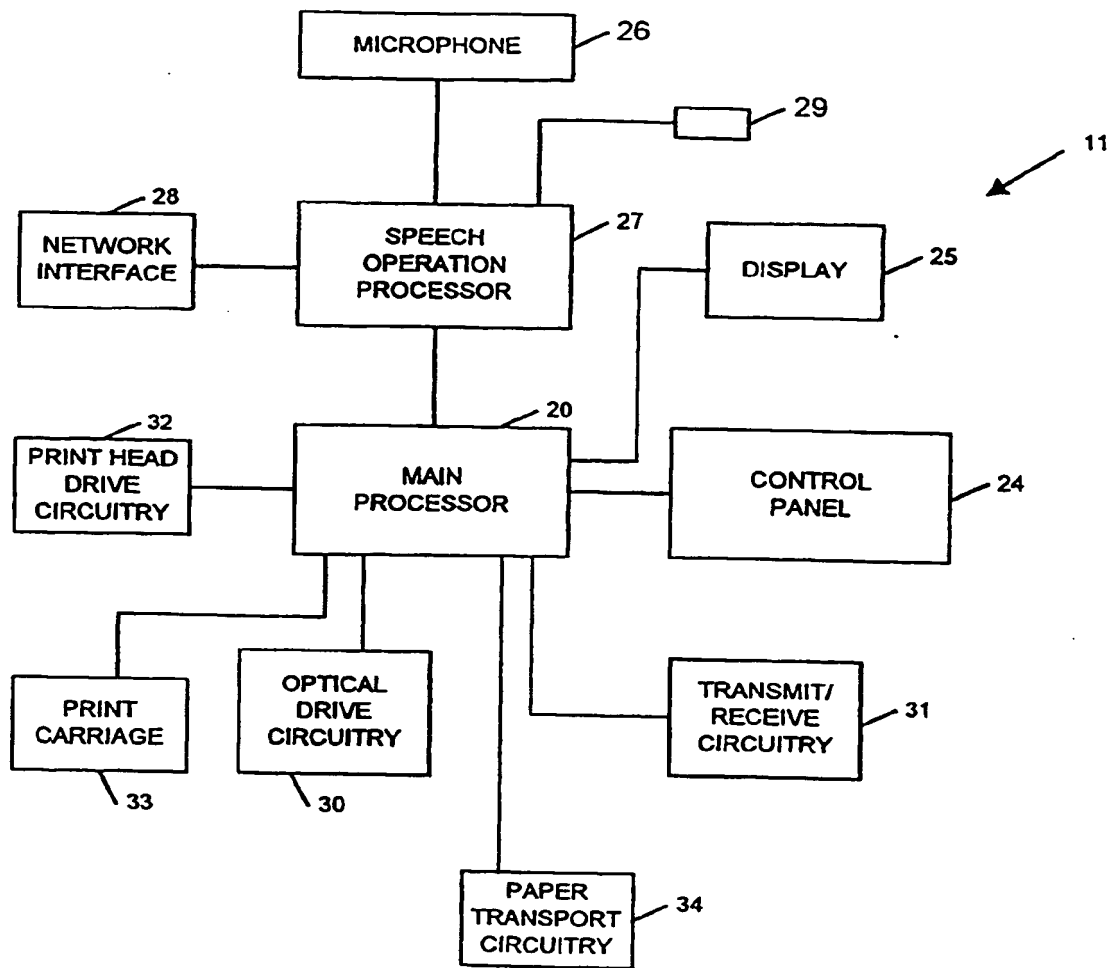 MICROPHONE
26
29
11
28
NETWORK
INTERFACE
SPEECH
OPERATION
PROCESSOR
27
DISPLAY
25
32
PRINT HEAD
DRIVE
CIRCUITRY
20
MAIN
PROCESSOR
CONTROL
PANEL
24
PRINT
CARRIAGE
33
OPTICAL
DRIVE
CIRCUITRY
30
TRANSMIT/
RECEIVE
CIRCUITRY
31
PAPER
TRANSPORT
CIRCUITRY
34